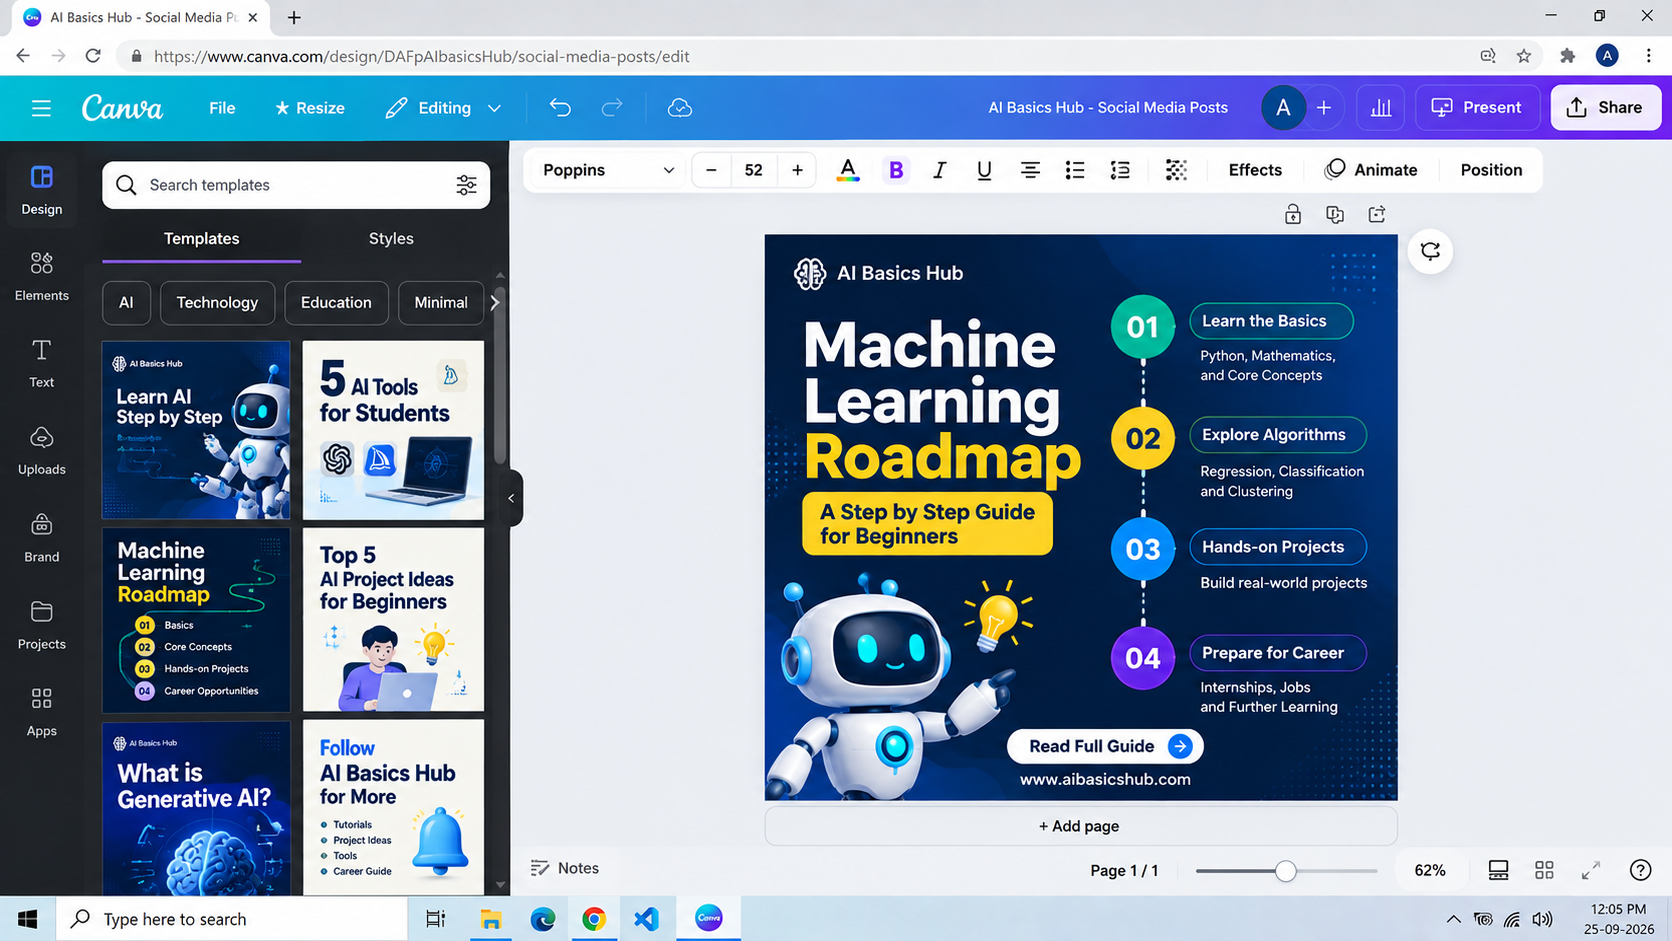 AI Basics Hub - Social Media Pu
https://www.canva.com/design/DAFpAIbasicsHub/social-media-posts/edit
A
Canva
File
Resize
Editing
AI Basics Hub - Social Media Posts
A
Present
Share
Design
Elements
Text
Uploads
Brand
Projects
Apps
Search templates
Templates
Styles
AI
Technology
Education
Minimal
AI Basics Hub
Learn AI
Step by Step
5 AI Tools
for Students
Machine
Learning
Roadmap
01 Basics
02 Core Concepts
03 Hands-on Projects
04 Career Opportunities
Top 5
AI Project Ideas
for Beginners
AI Basics Hub
What is
Generative AI?
Follow
AI Basics Hub
for More
Tutorials
Project Ideas
Tools
Career Guide
Poppins
52
A
B
I
U
Effects
Animate
Position
AI Basics Hub
Machine
Learning
Roadmap
A Step by Step Guide
for Beginners
01
Learn the Basics
Python, Mathematics,
and Core Concepts
02
Explore Algorithms
Regression, Classification
and Clustering
03
Hands-on Projects
Build real-world projects
04
Prepare for Career
Internships, Jobs
and Further Learning
Read Full Guide
www.aibasicshub.com
+ Add page
Notes
Page 1 / 1
62%
Type here to search
Canva
12:05 PM
25-09-2026